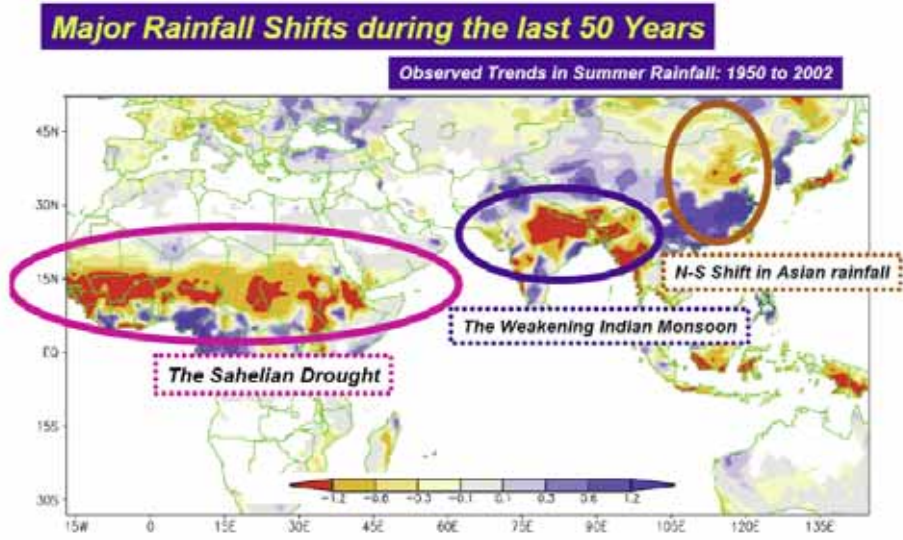 Major Rainfall Shifts during the last 50 Years
Observed Trends in Summer Rainfall: 1950 to 2002
45N
30N
15N
EQ
15S
30S
N-S Shift in Asian rainfall
The Weakening Indian Monsoon
The Sahelian Drought
-1.2 -0.6 -0.3 -0.1 0.1 0.3 0.6 1.2
15W 0 15E 30E 45E 60E 75E 90E 105E 120E 135E